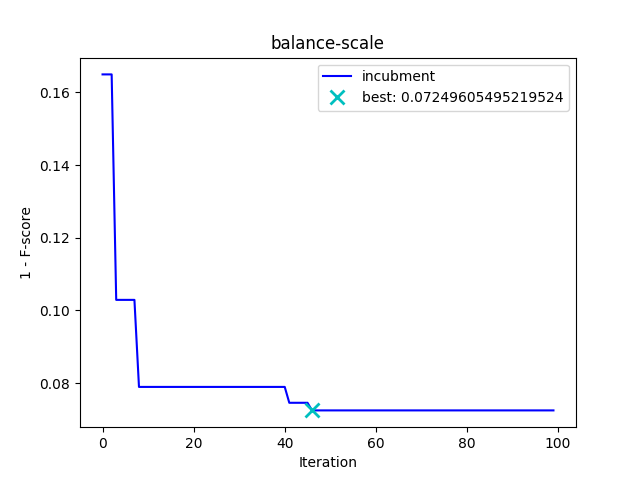 balance-scale
incubment
best: 0.07249605495219524
0.16
0.14
0.12
0.10
0.08
1 - F-score
0 20 40 60 80 100
Iteration